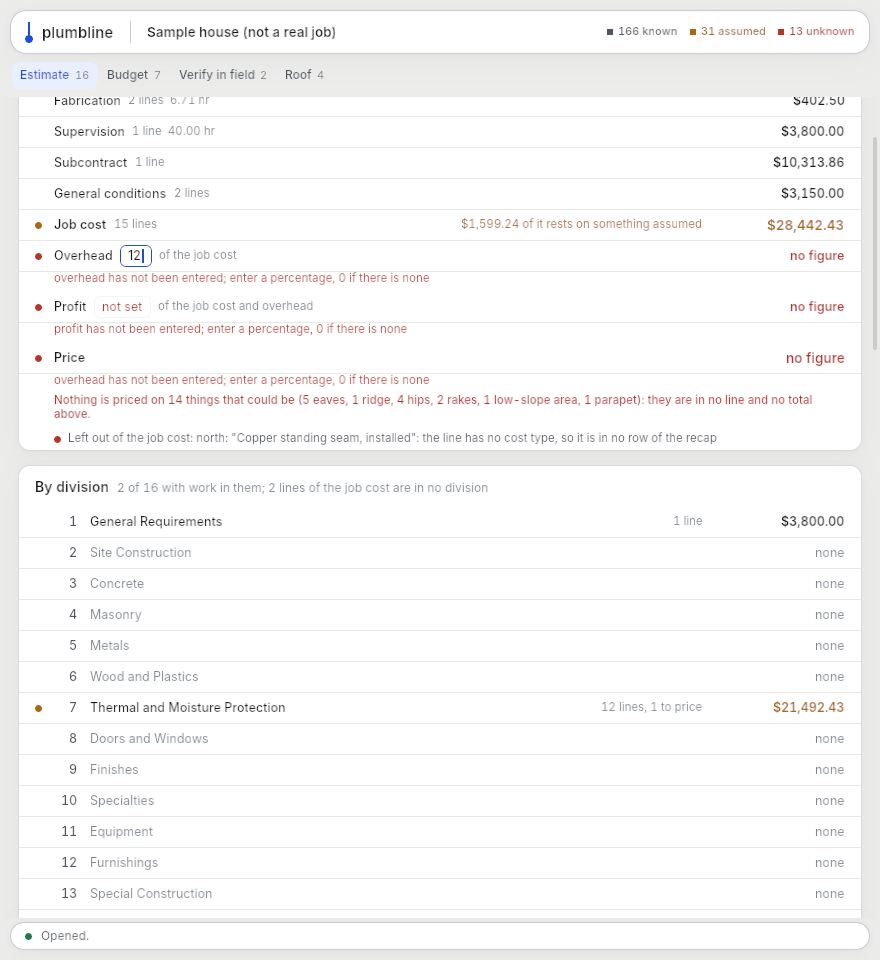 plumbline
Sample house (not a real job)
166 known
31 assumed
13 unknown
Estimate 16
Budget 7
Verify in field 2
Roof 4
Fabrication 2 lines 6.71 hr $402.50
Supervision 1 line 40.00 hr $3,800.00
Subcontract 1 line $10,313.86
General conditions 2 lines $3,150.00
Job cost 15 lines $1,599.24 of it rests on something assumed $28,442.43
Overhead 12 of the job cost no figure
overhead has not been entered; enter a percentage, 0 if there is none
Profit not set of the job cost and overhead no figure
profit has not been entered; enter a percentage, 0 if there is none
Price no figure
overhead has not been entered; enter a percentage, 0 if there is none
Nothing is priced on 14 things that could be (5 eaves, 1 ridge, 4 hips, 2 rakes, 1 low-slope area, 1 parapet): they are in no line and no total
above.
Left out of the job cost: north: "Copper standing seam, installed": the line has no cost type, so it is in no row of the recap
By division 2 of 16 with work in them; 2 lines of the job cost are in no division
1 General Requirements 1 line $3,800.00
2 Site Construction none
3 Concrete none
4 Masonry none
5 Metals none
6 Wood and Plastics none
7 Thermal and Moisture Protection 12 lines, 1 to price $21,492.43
8 Doors and Windows none
9 Finishes none
10 Specialties none
11 Equipment none
12 Furnishings none
13 Special Construction none
Opened.